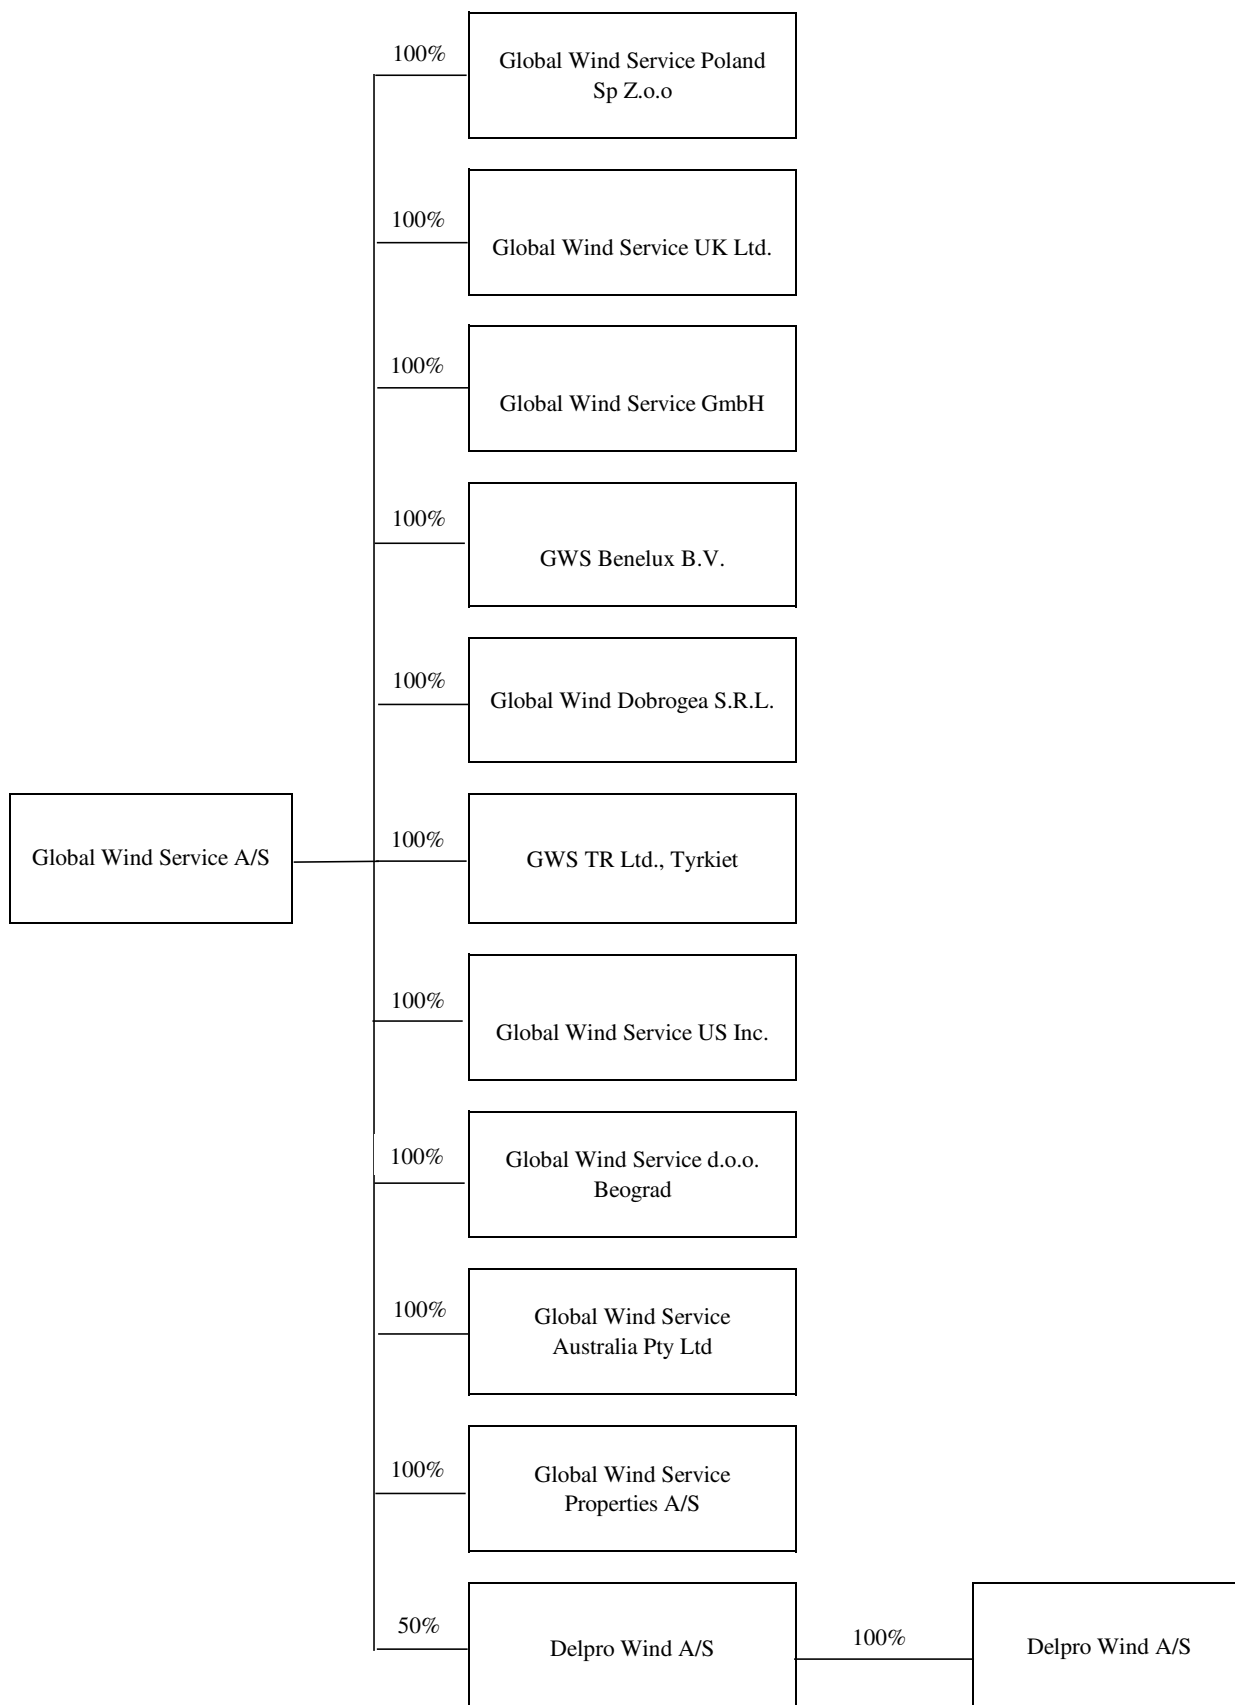 100%
Global Wind Service Poland
Sp Z.o.o
100%
Global Wind Service UK Ltd.
100%
Global Wind Service GmbH
100%
GWS Benelux B.V.
100%
Global Wind Dobrogea S.R.L.
Global Wind Service A/S
100%
GWS TR Ltd., Tyrkiet
100%
Global Wind Service US Inc.
100%
Global Wind Service d.o.o.
Beograd
100%
Global Wind Service
Australia Pty Ltd
100%
Global Wind Service
Properties A/S
50%
Delpro Wind A/S
100%
Delpro Wind A/S